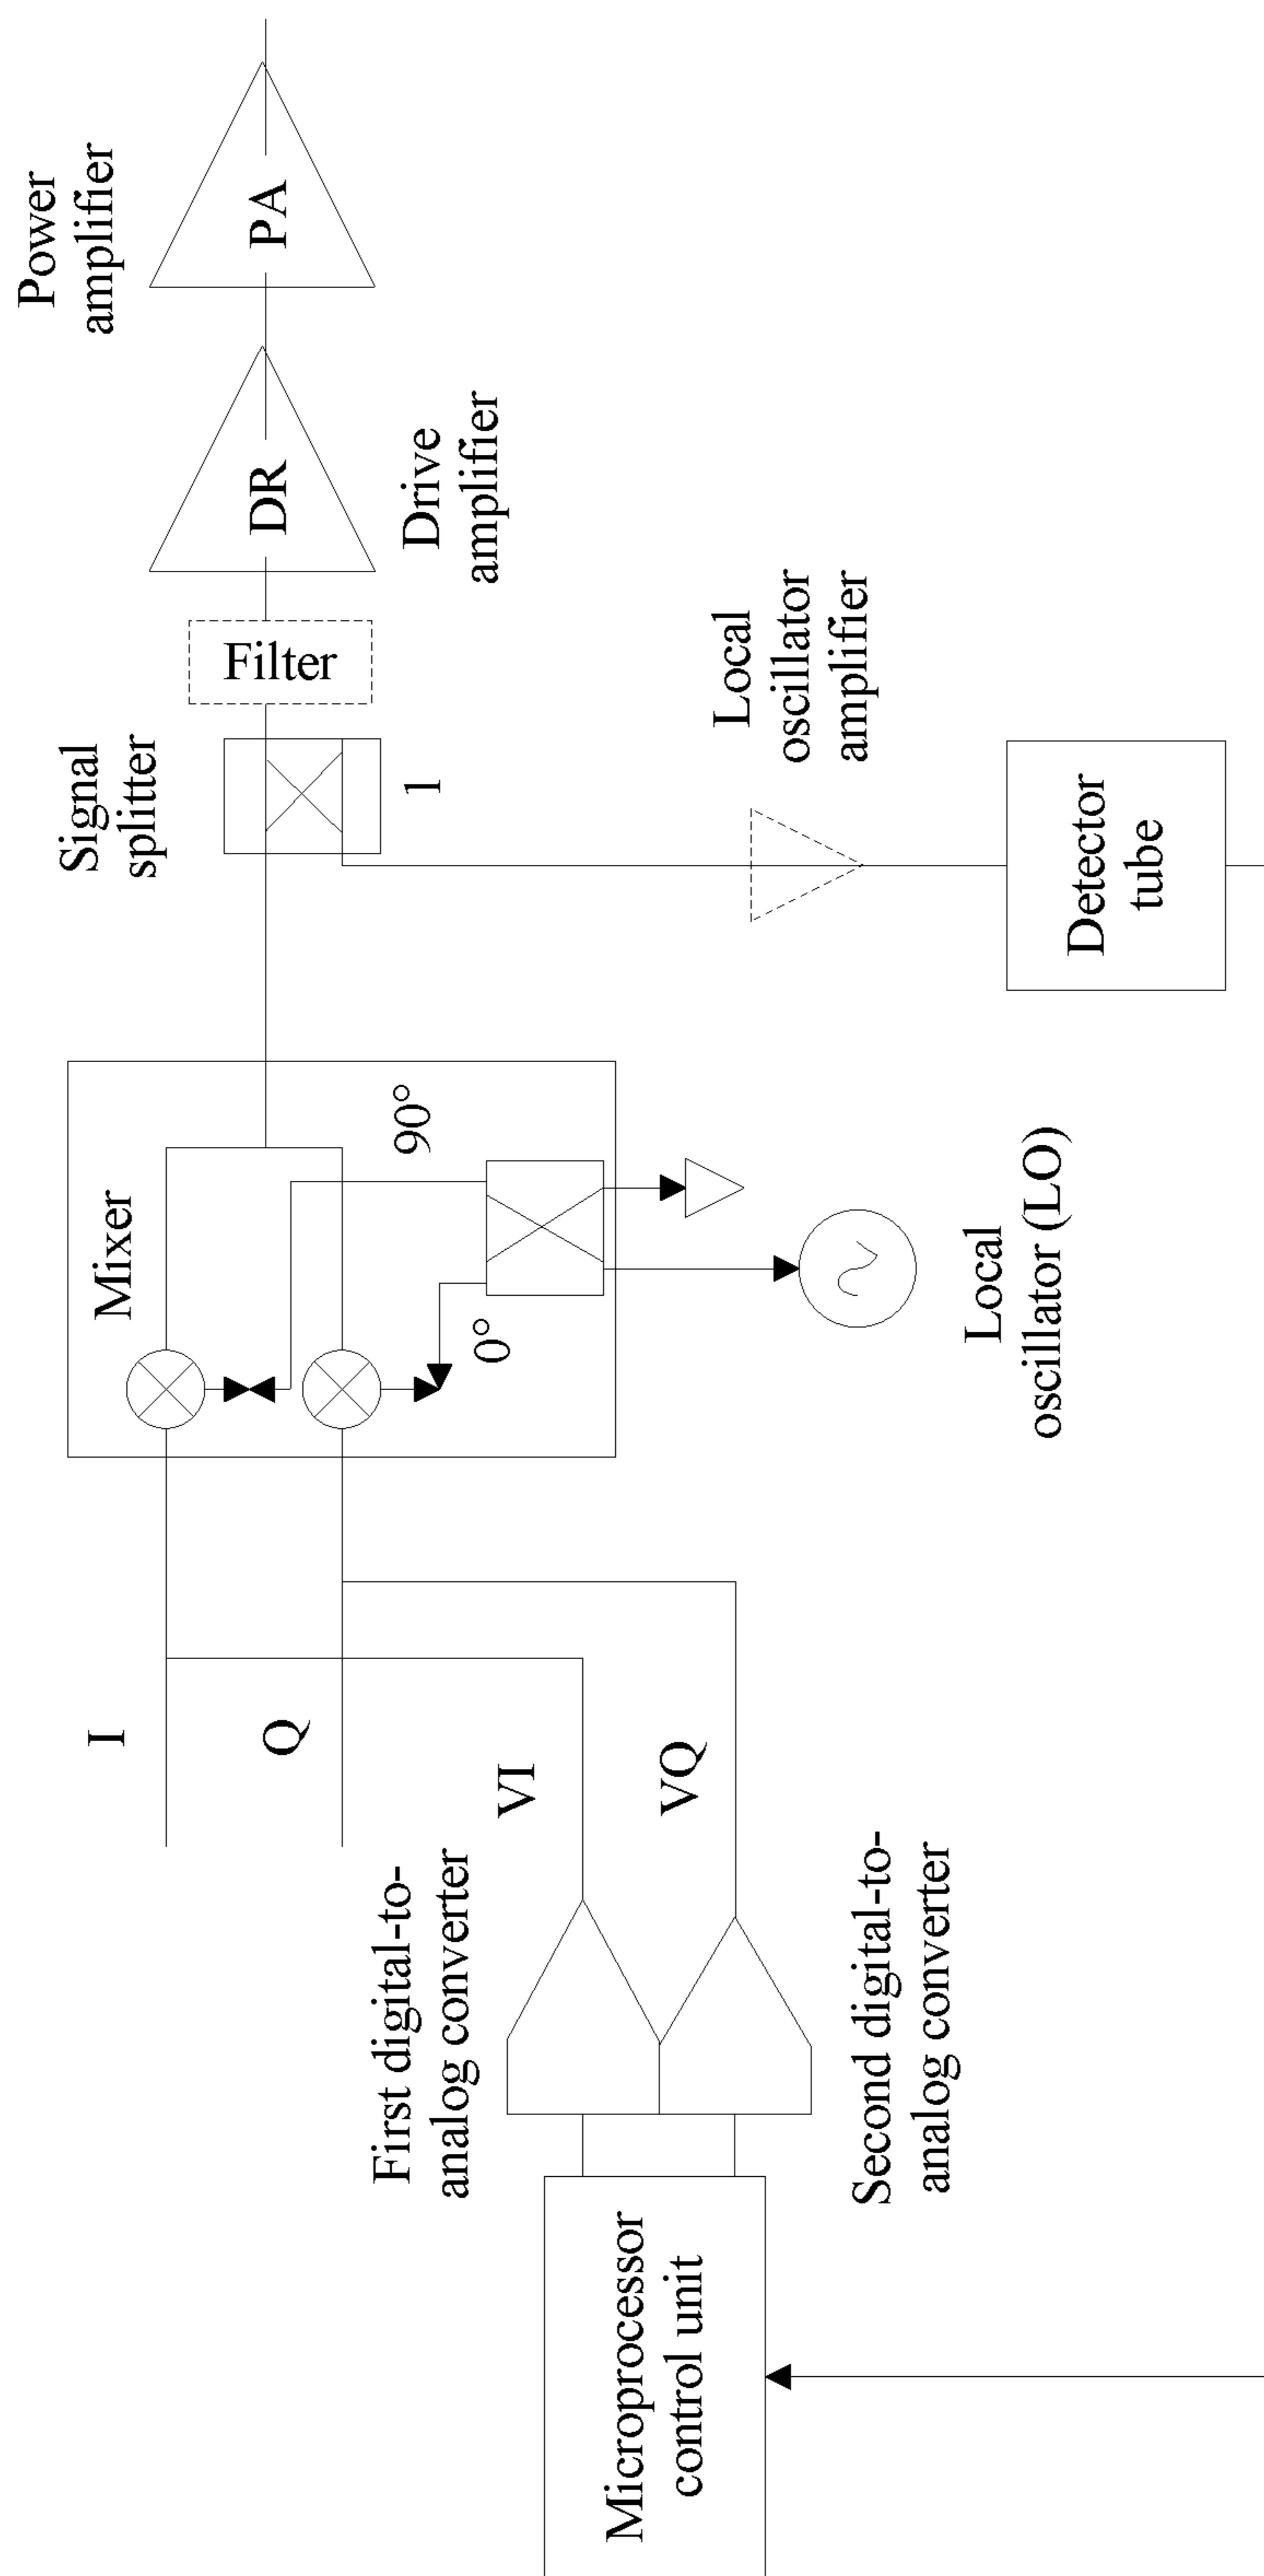 Power
amplifier
PA
DR
Drive
amplifier
Filter
Signal
splitter
1
Local
oscillator
amplifier
Detector
tube
Mixer
90°
0°
Local
oscillator (LO)
I
Q
VI
VQ
First digital-to-
analog converter
Second digital-to-
analog converter
Microprocessor
control unit